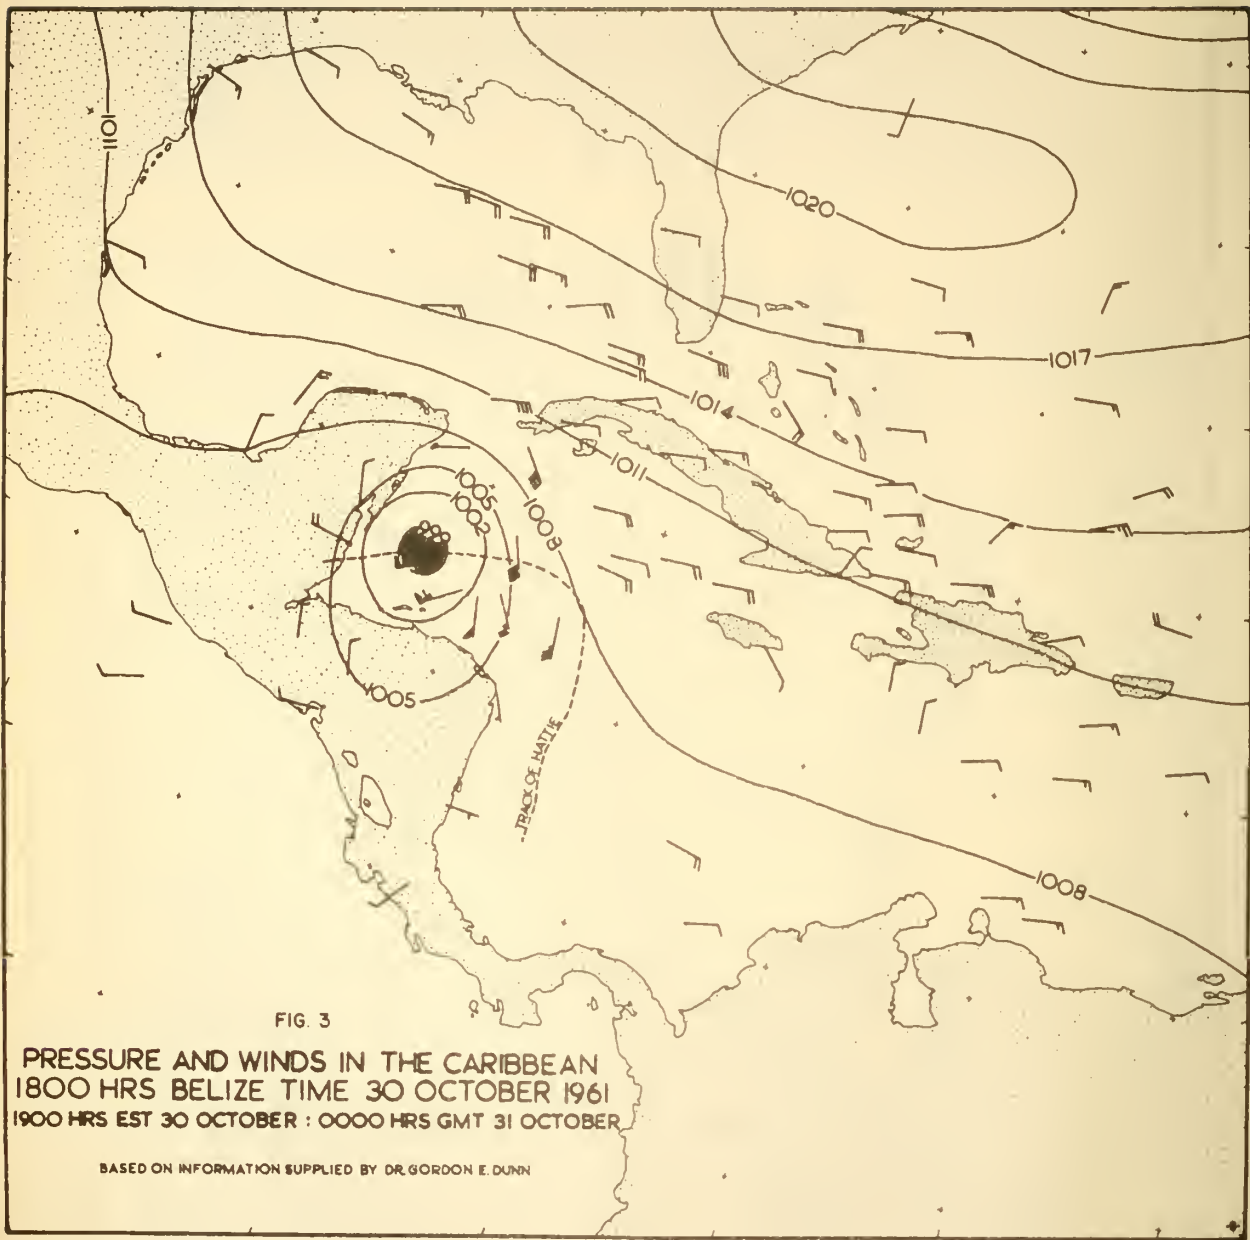 1101
1020
1017
1014
1011
1005
1002
1008
1005
TRACK OF HATTIE
1008
FIG. 3
PRESSURE AND WINDS IN THE CARIBBEAN
1800 HRS BELIZE TIME 30 OCTOBER 1961
1900 HRS EST 30 OCTOBER : 0000 HRS GMT 31 OCTOBER
BASED ON INFORMATION SUPPLIED BY DR. GORDON E. DUNN